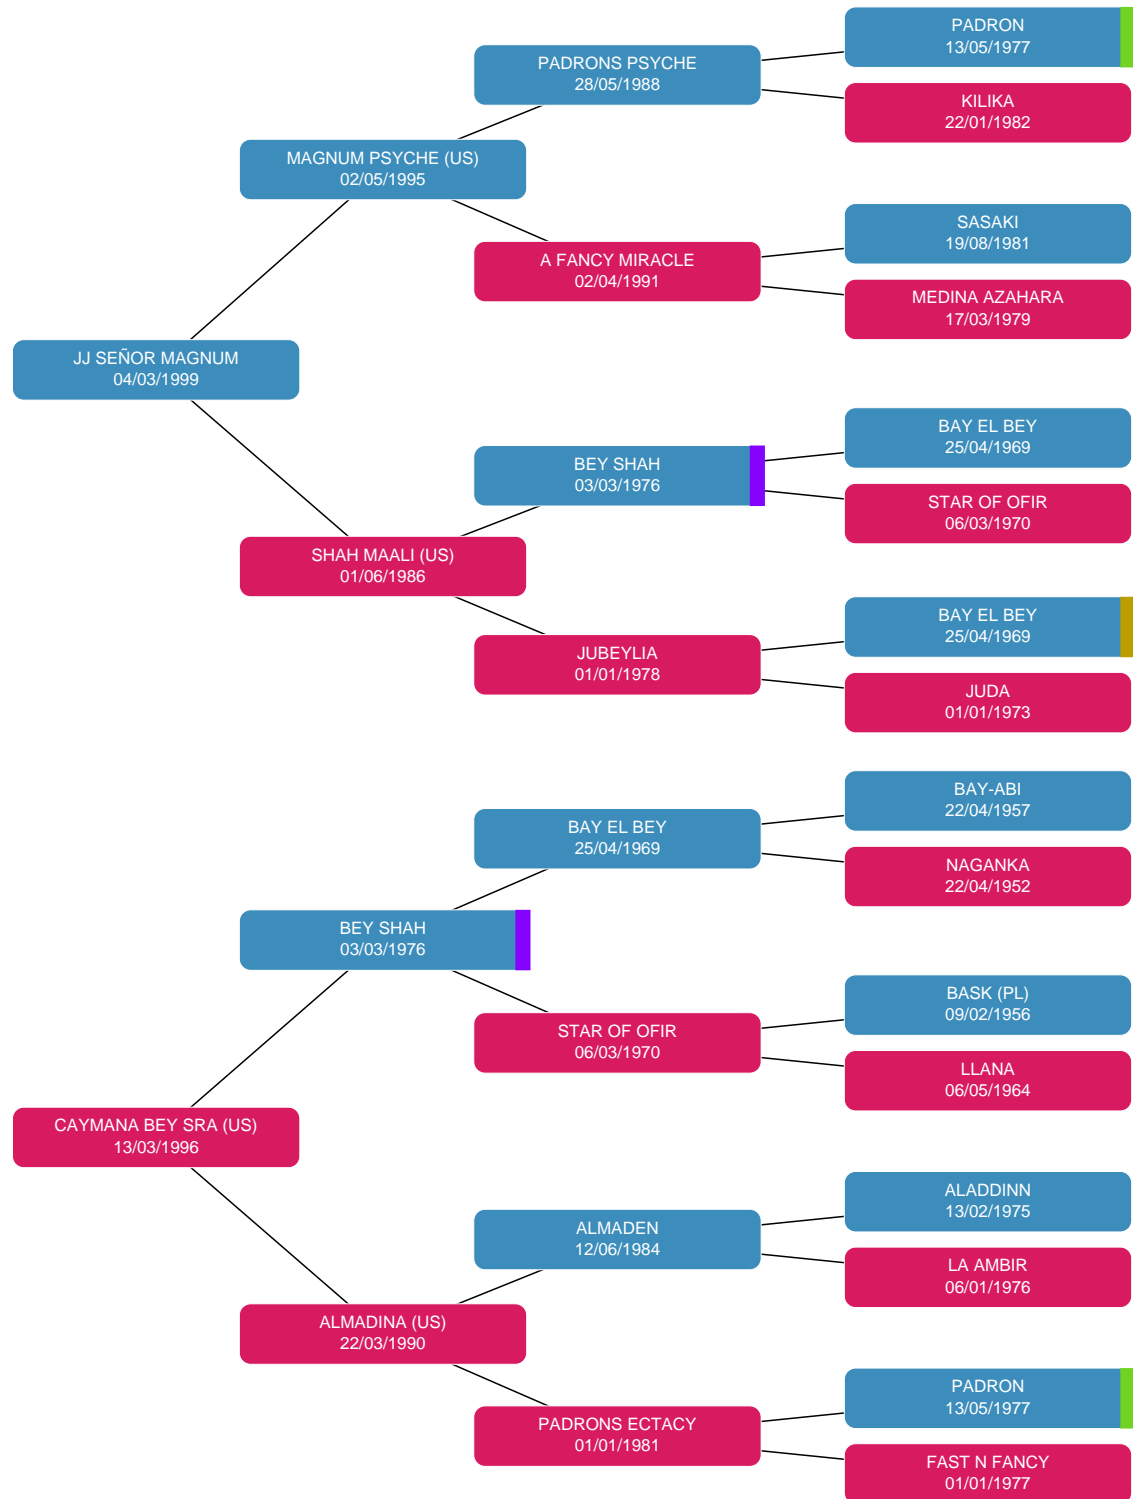 PADRON
13/05/1977
PADRONS PSYCHE
28/05/1988
KILIKA
22/01/1982
MAGNUM PSYCHE (US)
02/05/1995
SASAKI
19/08/1981
A FANCY MIRACLE
02/04/1991
MEDINA AZAHARA
17/03/1979
JJ SEÑOR MAGNUM
04/03/1999
BAY EL BEY
25/04/1969
BEY SHAH
03/03/1976
STAR OF OFIR
06/03/1970
SHAH MAALI (US)
01/06/1986
BAY EL BEY
25/04/1969
JUBEYLIA
01/01/1978
JUDA
01/01/1973
BAY-ABI
22/04/1957
BAY EL BEY
25/04/1969
NAGANKA
22/04/1952
BEY SHAH
03/03/1976
BASK (PL)
09/02/1956
STAR OF OFIR
06/03/1970
LLANA
06/05/1964
CAYMANA BEY SRA (US)
13/03/1996
ALADDINN
13/02/1975
ALMADEN
12/06/1984
LA AMBIR
06/01/1976
ALMADINA (US)
22/03/1990
PADRON
13/05/1977
PADRONS ECTACY
01/01/1981
FAST N FANCY
01/01/1977